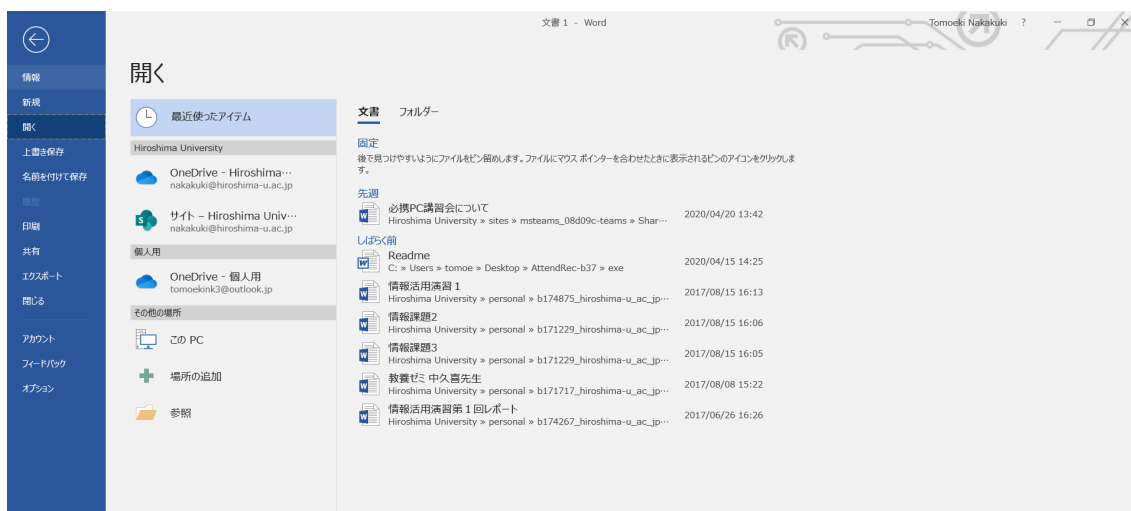 文書 1 - Word
Tomoeki Nakakuki
?
情報
新規
開く
上書き保存
名前を付けて保存
履歴
印刷
共有
エクスポート
閉じる
アカウント
フィードバック
オプション
開く
最近使ったアイテム
Hiroshima University
OneDrive - Hiroshima…
nakakuki@hiroshima-u.ac.jp
サイト – Hiroshima Univ…
nakakuki@hiroshima-u.ac.jp
個人用
OneDrive - 個人用
tomoekink3@outlook.jp
その他の場所
この PC
場所の追加
参照
文書 フォルダー
固定
後で見つけやすいようにファイルをピン留めします。ファイルにマウス ポインターを合わせたときに表示されるピンのアイコンをクリックしま
す。
先週
必携PC講習会について 2020/04/20 13:42
Hiroshima University » sites » msteams_08d09c-teams » Shar…
しばらく前
Readme 2020/04/15 14:25
C: » Users » tomoe » Desktop » AttendRec-b37 » exe
情報活用演習 1 2017/08/15 16:13
Hiroshima University » personal » b174875_hiroshima-u_ac_jp…
情報課題2 2017/08/15 16:06
Hiroshima University » personal » b171229_hiroshima-u_ac_jp…
情報課題3 2017/08/15 16:05
Hiroshima University » personal » b171229_hiroshima-u_ac_jp…
教養ゼミ 中久喜先生 2017/08/08 15:22
Hiroshima University » personal » b171717_hiroshima-u_ac_jp…
情報活用演習第 1 回レポート 2017/06/26 16:26
Hiroshima University » personal » b174267_hiroshima-u_ac_jp…